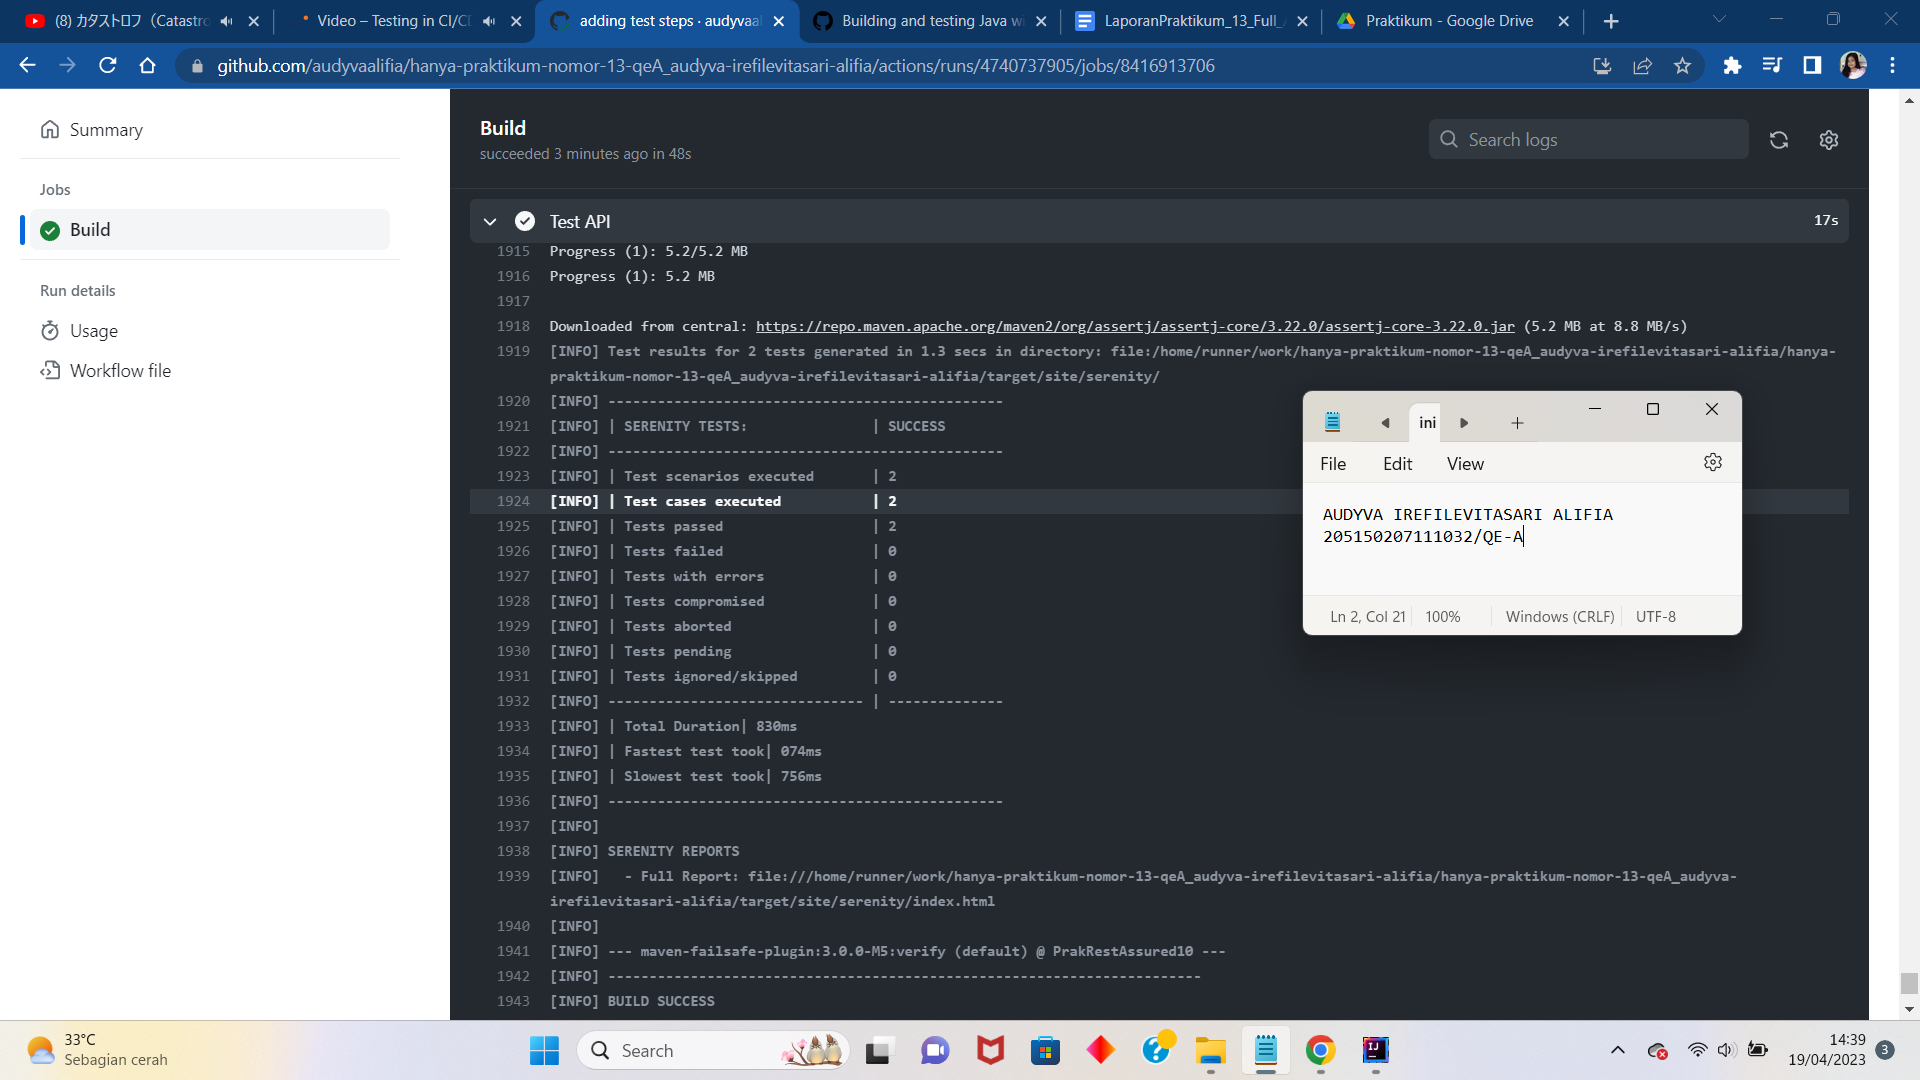 (8) カタストロフ (Catastro
Video – Testing in CI/CD
adding test steps · audyvaal
Building and testing Java wi
LaporanPraktikum_13_Full_
Praktikum - Google Drive
github.com/audyvaalifia/hanya-praktikum-nomor-13-qeA_audyva-irefilevitasari-alifia/actions/runs/4740737905/jobs/8416913706
Summary
Jobs
Build
Run details
Usage
Workflow file
Build
succeeded 3 minutes ago in 48s
Search logs
Test API
17s
1915 Progress (1): 5.2/5.2 MB
1916 Progress (1): 5.2 MB
1917
1918 Downloaded from central: https://repo.maven.apache.org/maven2/org/assertj/assertj-core/3.22.0/assertj-core-3.22.0.jar (5.2 MB at 8.8 MB/s)
1919 [INFO] Test results for 2 tests generated in 1.3 secs in directory: file:/home/runner/work/hanya-praktikum-nomor-13-qeA_audyva-irefilevitasari-alifia/hanya-
praktikum-nomor-13-qeA_audyva-irefilevitasari-alifia/target/site/serenity/
1920 [INFO] ------------------------------------------------
1921 [INFO] | SERENITY TESTS: | SUCCESS
1922 [INFO] ------------------------------------------------
1923 [INFO] | Test scenarios executed | 2
1924 [INFO] | Test cases executed | 2
1925 [INFO] | Tests passed | 2
1926 [INFO] | Tests failed | 0
1927 [INFO] | Tests with errors | 0
1928 [INFO] | Tests compromised | 0
1929 [INFO] | Tests aborted | 0
1930 [INFO] | Tests pending | 0
1931 [INFO] | Tests ignored/skipped | 0
1932 [INFO] ------------------------------- | --------------
1933 [INFO] | Total Duration| 830ms
1934 [INFO] | Fastest test took| 074ms
1935 [INFO] | Slowest test took| 756ms
1936 [INFO] ------------------------------------------------
1937 [INFO]
1938 [INFO] SERENITY REPORTS
1939 [INFO] - Full Report: file:///home/runner/work/hanya-praktikum-nomor-13-qeA_audyva-irefilevitasari-alifia/hanya-praktikum-nomor-13-qeA_audyva-
irefilevitasari-alifia/target/site/serenity/index.html
1940 [INFO]
1941 [INFO] --- maven-failsafe-plugin:3.0.0-M5:verify (default) @ PrakRestAssured10 ---
1942 [INFO] ------------------------------------------------------------------------
1943 [INFO] BUILD SUCCESS
ini
File Edit View
AUDYVA IREFILEVITASARI ALIFIA
205150207111032/QE-A
Ln 2, Col 21 100% Windows (CRLF) UTF-8
33°C
Sebagian cerah
Search
14:39
19/04/2023
3